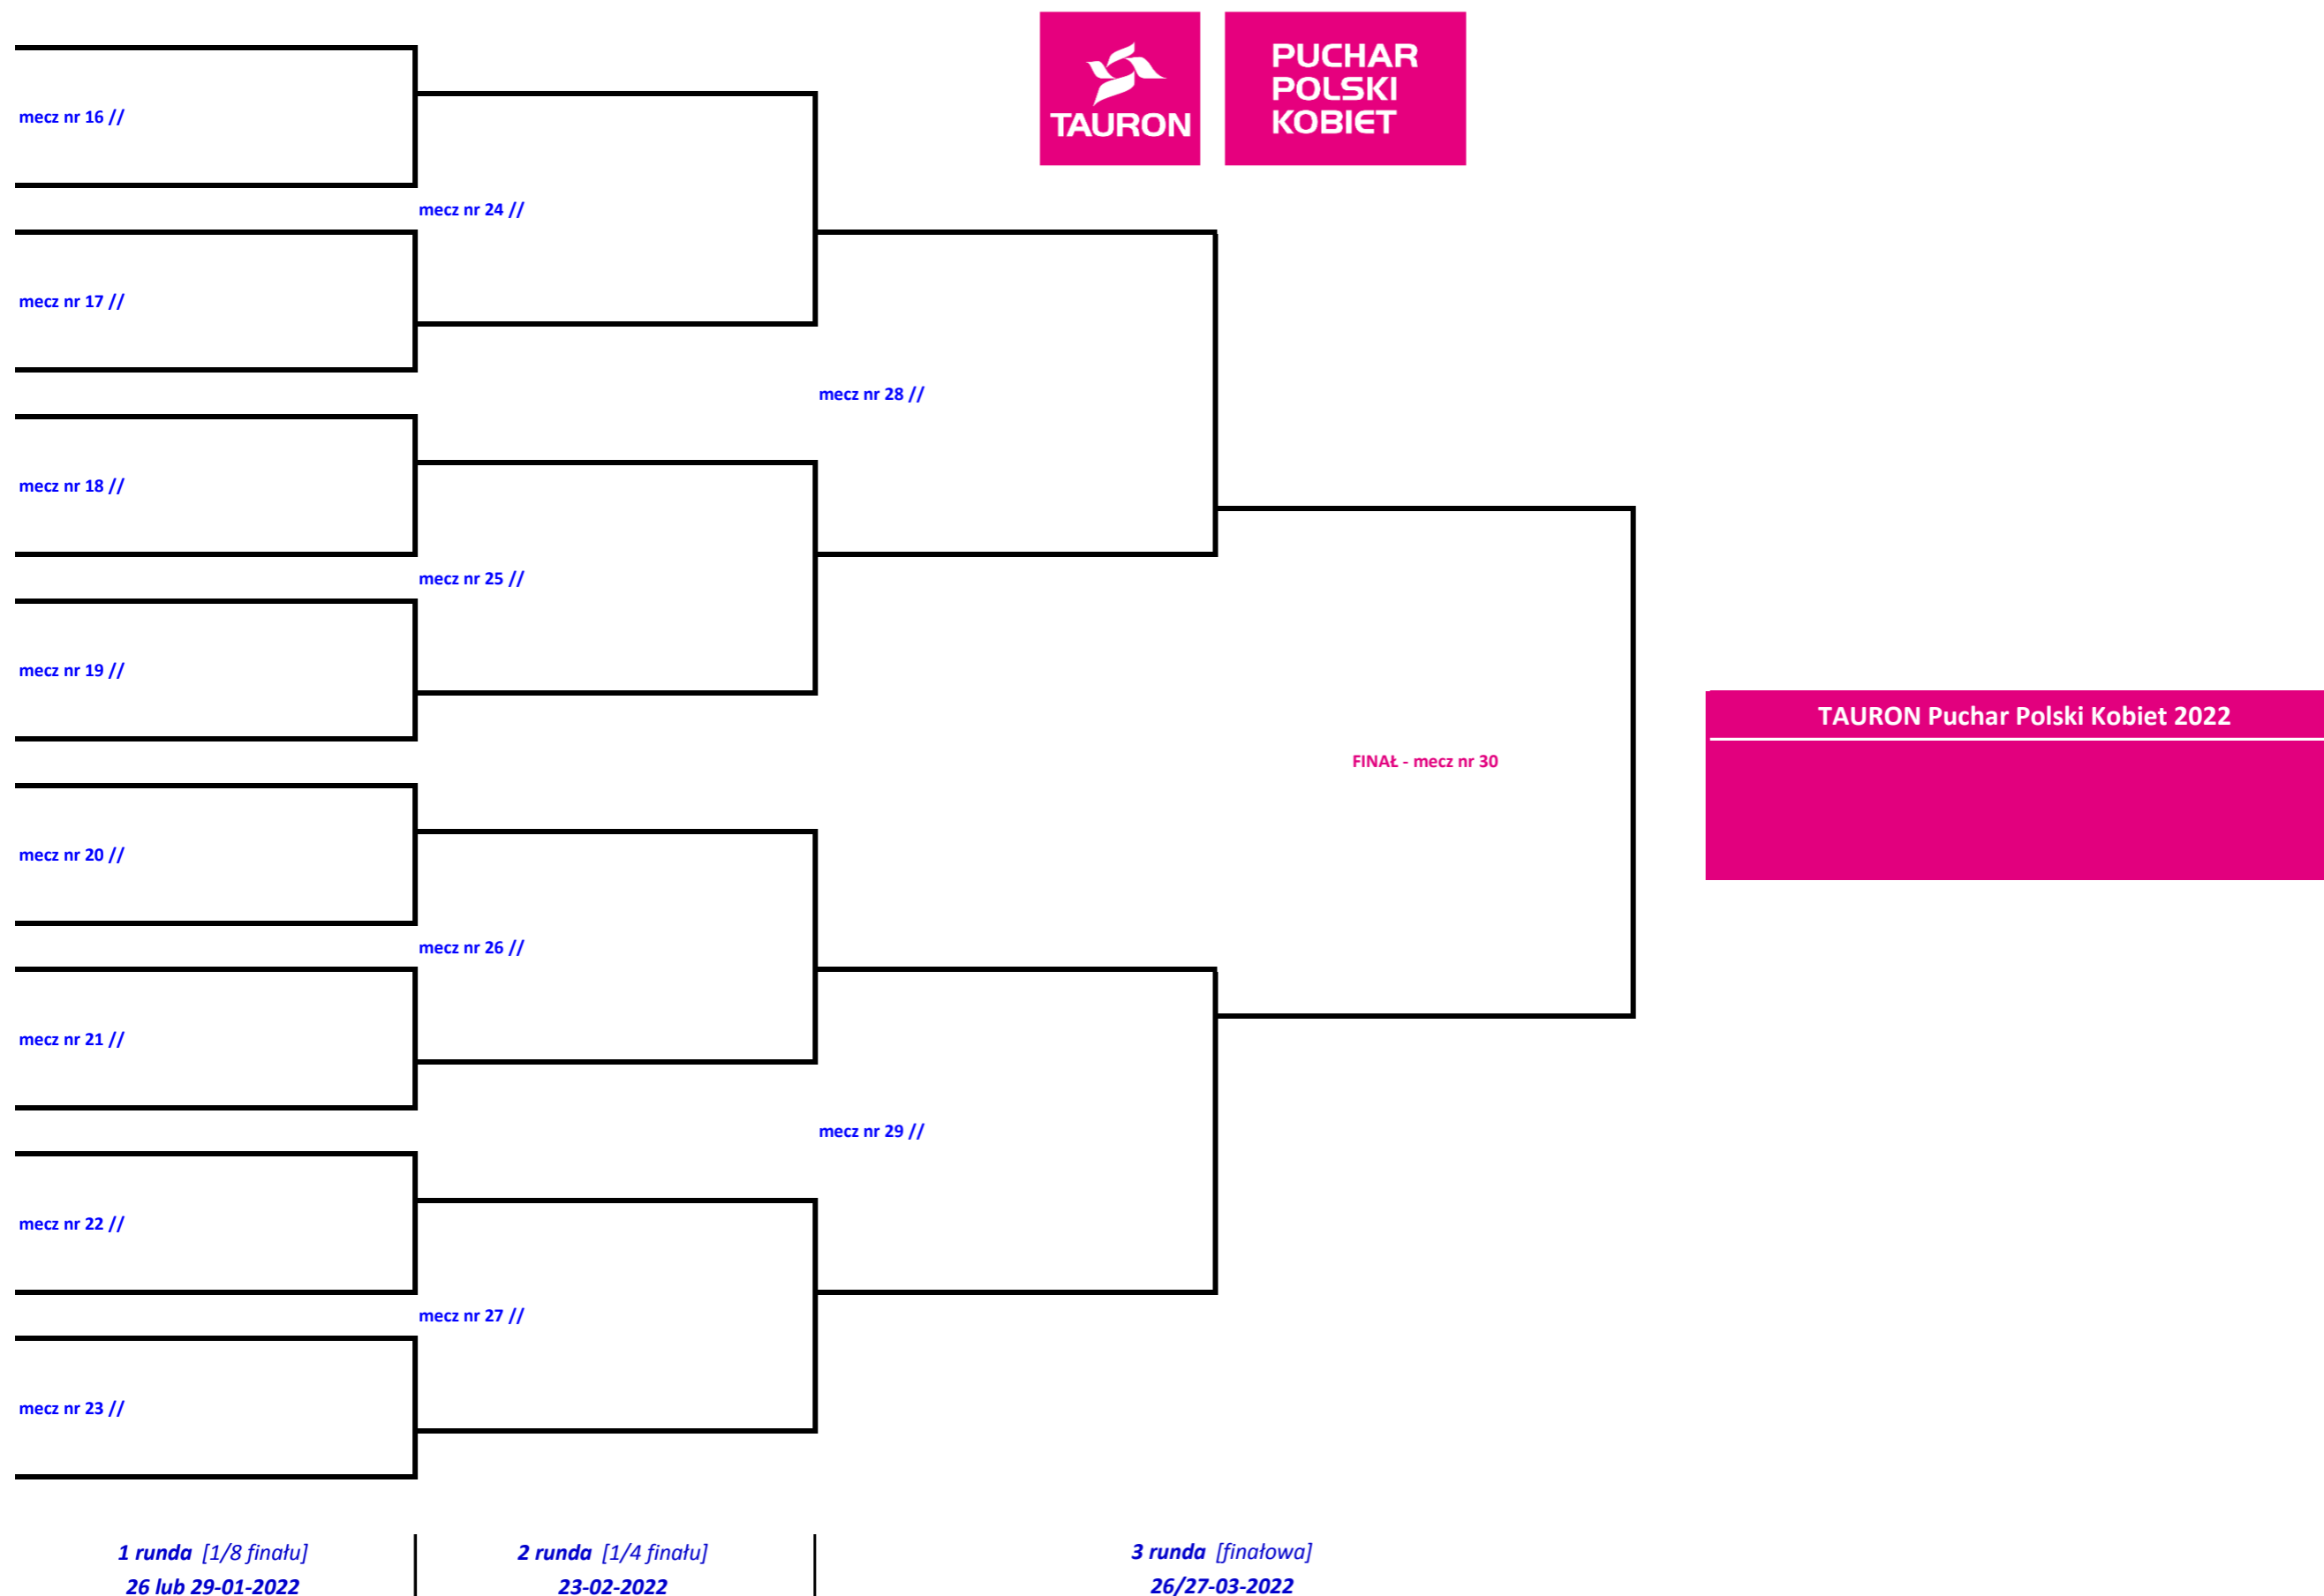 TAURON
PUCHAR
POLSKI
KOBIET
mecz nr 16 //
mecz nr 24 //
mecz nr 17 //
mecz nr 28 //
mecz nr 18 //
mecz nr 25 //
mecz nr 19 //
TAURON Puchar Polski Kobiet 2022
FINAŁ - mecz nr 30
mecz nr 20 //
mecz nr 26 //
mecz nr 21 //
mecz nr 29 //
mecz nr 22 //
mecz nr 27 //
mecz nr 23 //
1 runda [1/8 finału]
26 lub 29-01-2022
2 runda [1/4 finału]
23-02-2022
3 runda [finałowa]
26/27-03-2022